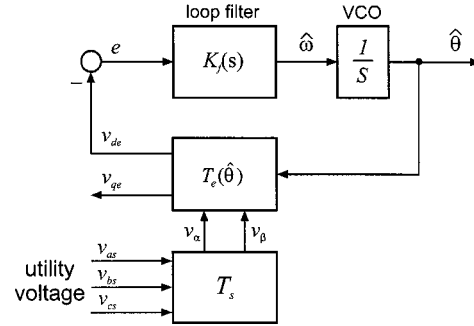 loop filter
VCO
e
K_f(s)
ω̂
1
S
θ̂
−
v_de
v_qe
T_e(θ̂)
v_α
v_β
utility
voltage
v_as
v_bs
v_cs
T_s